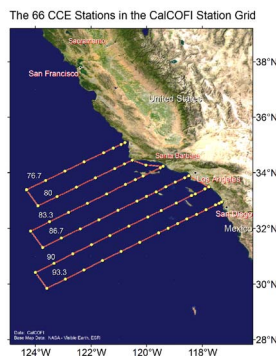 The 66 CCE Stations in the CalCOFI Station Grid
Sacramento
38°N
San Francisco
United States
36°N
Santa Barbara
34°N
Los Angeles
76.7
80
83.3
San Diego
32°N
86.7
Mexico
90
93.3
30°N
Data: CalCOFI
Base Map Data: NASA - Visible Earth, ESRI
28°N
124°W
122°W
120°W
118°W